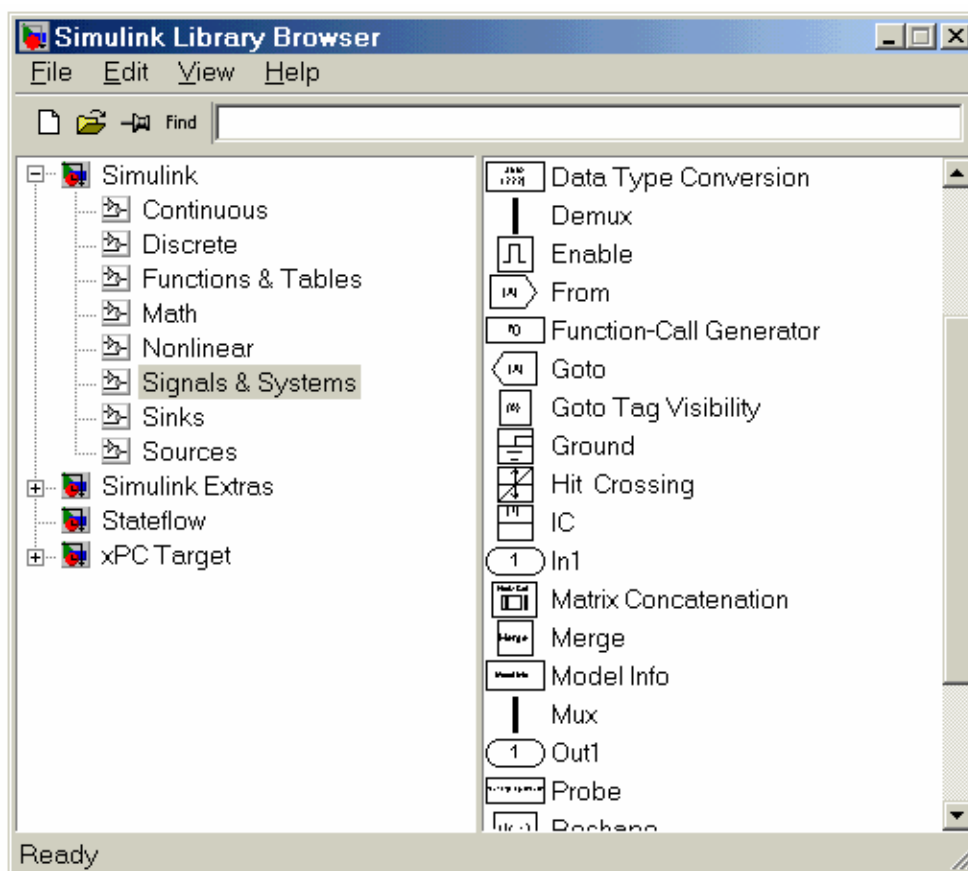 Simulink Library Browser
File Edit View Help
Find
Simulink
Continuous
Discrete
Functions & Tables
Math
Nonlinear
Signals & Systems
Sinks
Sources
Simulink Extras
Stateflow
xPC Target
Data Type Conversion
Demux
Enable
From
Function-Call Generator
Goto
Goto Tag Visibility
Ground
Hit Crossing
IC
1 In1
Matrix Concatenation
Merge Merge
Model Info
Mux
1 Out1
Probe
Reshape
Ready